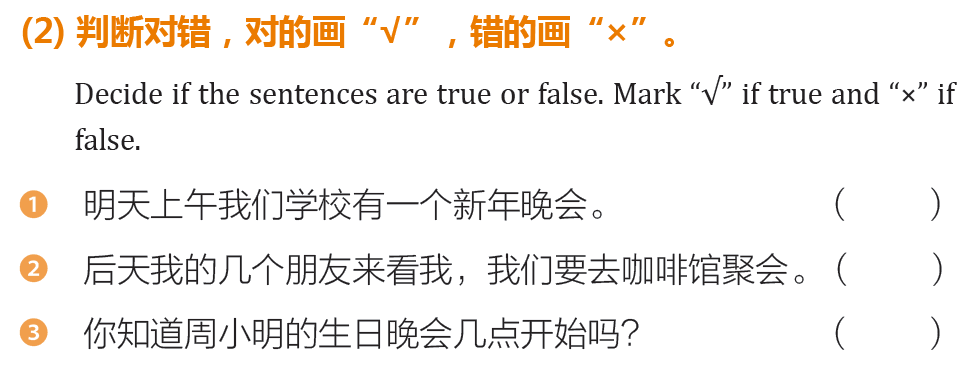 (2) 判断对错，对的画“√”，错的画“×”。
Decide if the sentences are true or false. Mark “√” if true and “×” if
false.
1 明天上午我们学校有一个新年晚会。 （ ）
2 后天我的几个朋友来看我，我们要去咖啡馆聚会。（ ）
3 你知道周小明的生日晚会几点开始吗？ （ ）